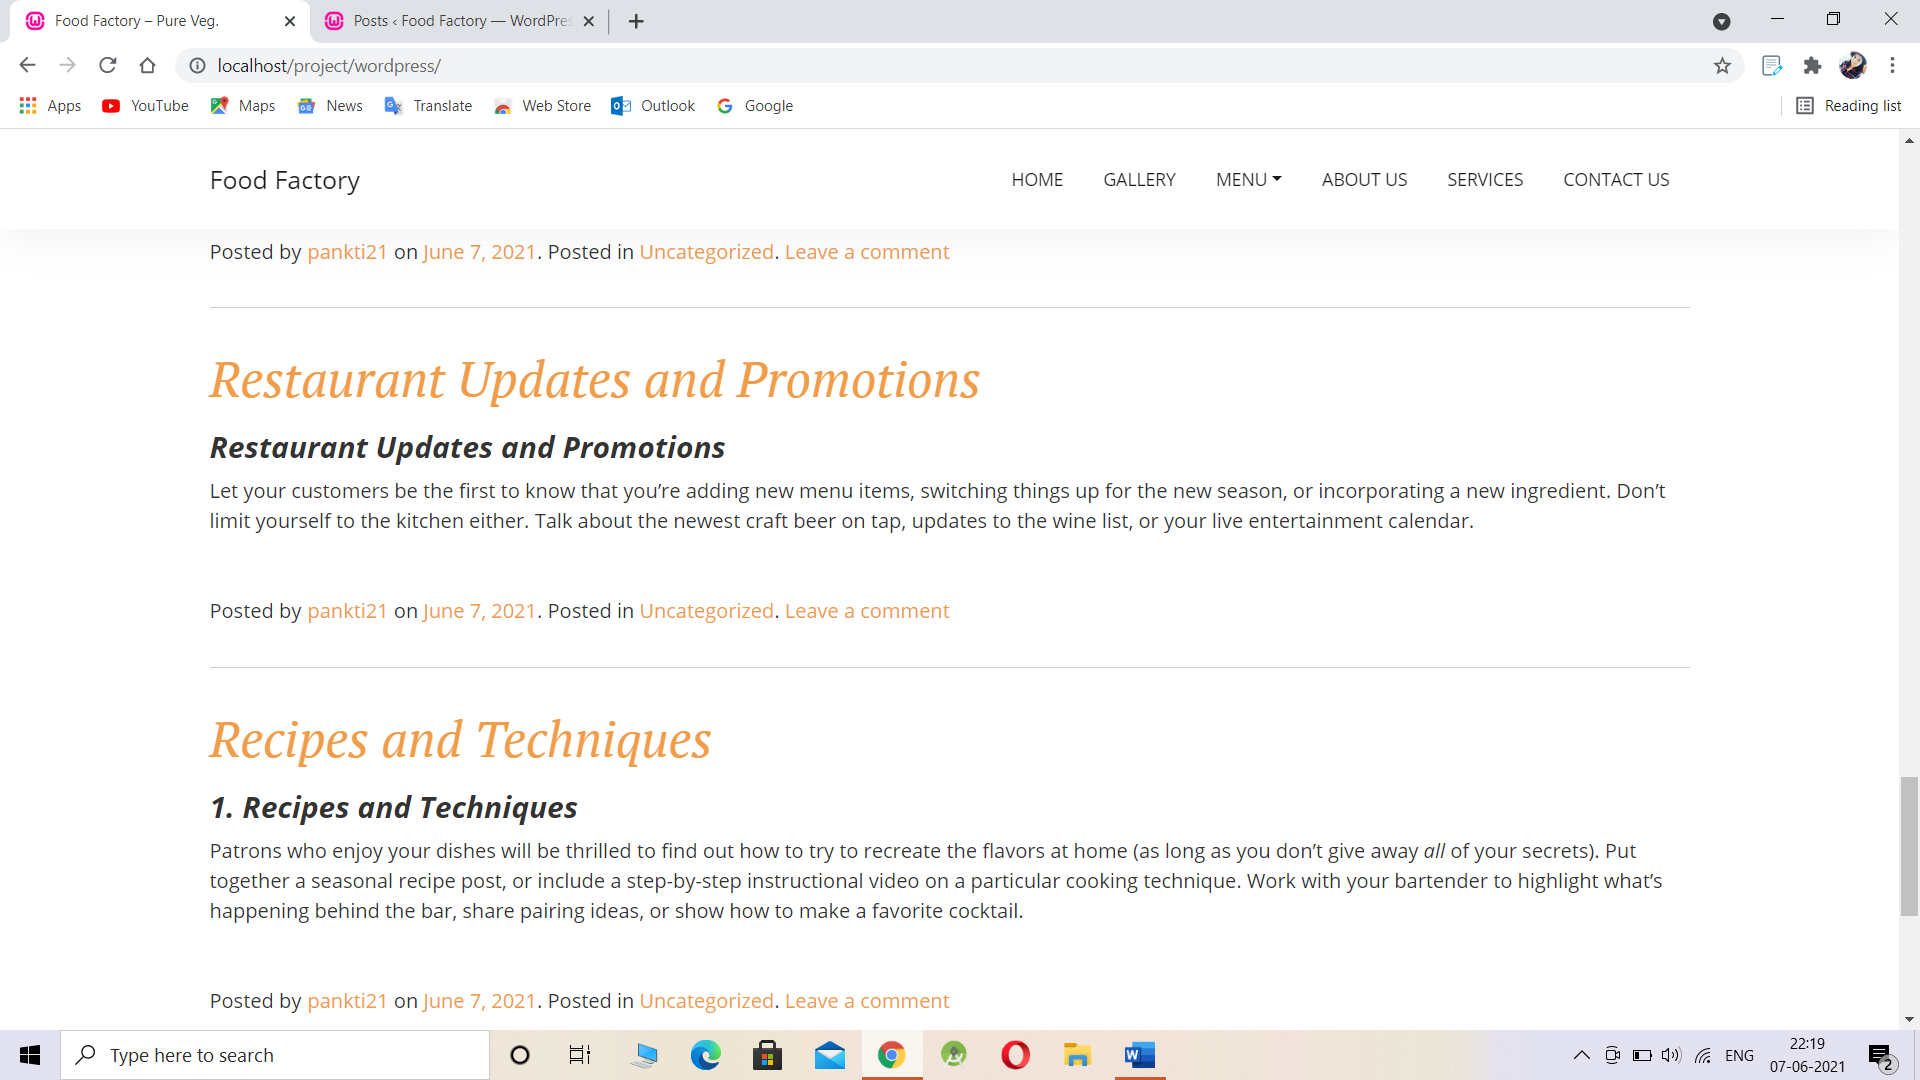 Food Factory – Pure Veg.
Posts ‹ Food Factory — WordPres
localhost/project/wordpress/
Apps YouTube Maps News Translate Web Store Outlook Google Reading list
Food Factory HOME GALLERY MENU ABOUT US SERVICES CONTACT US
Posted by pankti21 on June 7, 2021. Posted in Uncategorized. Leave a comment
Restaurant Updates and Promotions
Restaurant Updates and Promotions
Let your customers be the first to know that you’re adding new menu items, switching things up for the new season, or incorporating a new ingredient. Don’t
limit yourself to the kitchen either. Talk about the newest craft beer on tap, updates to the wine list, or your live entertainment calendar.
Posted by pankti21 on June 7, 2021. Posted in Uncategorized. Leave a comment
Recipes and Techniques
1. Recipes and Techniques
Patrons who enjoy your dishes will be thrilled to find out how to try to recreate the flavors at home (as long as you don’t give away all of your secrets). Put
together a seasonal recipe post, or include a step-by-step instructional video on a particular cooking technique. Work with your bartender to highlight what’s
happening behind the bar, share pairing ideas, or show how to make a favorite cocktail.
Posted by pankti21 on June 7, 2021. Posted in Uncategorized. Leave a comment
Type here to search
ENG
22:19
07-06-2021
2